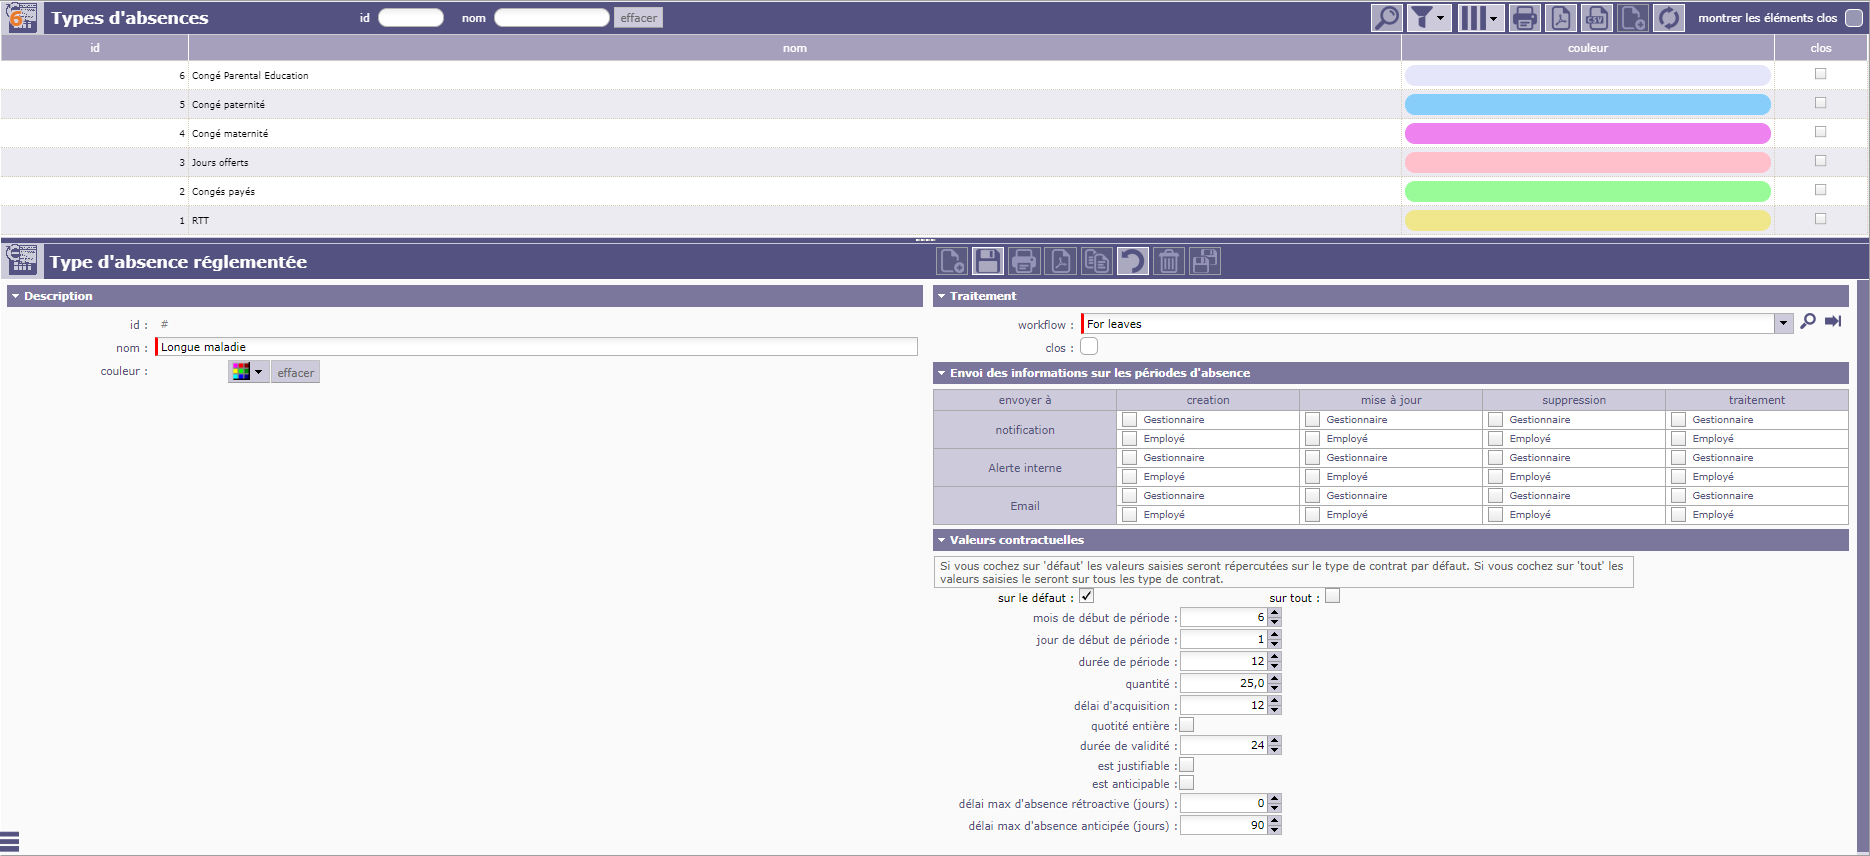 6 Types d'absences id nom effacer montrer les éléments clos
id nom couleur clos
6 Congé Parental Education
5 Congé paternité
4 Congé maternité
3 Jours offerts
2 Congés payés
1 RTT
Type d'absence réglementée
Description
id : #
nom : Longue maladie
couleur : effacer
Traitement
workflow : For leaves
clos :
Envoi des informations sur les périodes d'absence
envoyer à creation mise à jour suppression traitement
notification
Gestionnaire Gestionnaire Gestionnaire Gestionnaire
Employé Employé Employé Employé
Alerte interne
Gestionnaire Gestionnaire Gestionnaire Gestionnaire
Employé Employé Employé Employé
Email
Gestionnaire Gestionnaire Gestionnaire Gestionnaire
Employé Employé Employé Employé
Valeurs contractuelles
Si vous cochez sur 'défaut' les valeurs saisies seront répercutées sur le type de contrat par défaut. Si vous cochez sur 'tout' les
valeurs saisies le seront sur tous les type de contrat.
sur le défaut : sur tout :
mois de début de période : 6
jour de début de période : 1
durée de période : 12
quantité : 25,0
délai d'acquisition : 12
quotité entière :
durée de validité : 24
est justifiable :
est anticipable :
délai max d'absence rétroactive (jours) : 0
délai max d'absence anticipée (jours) : 90